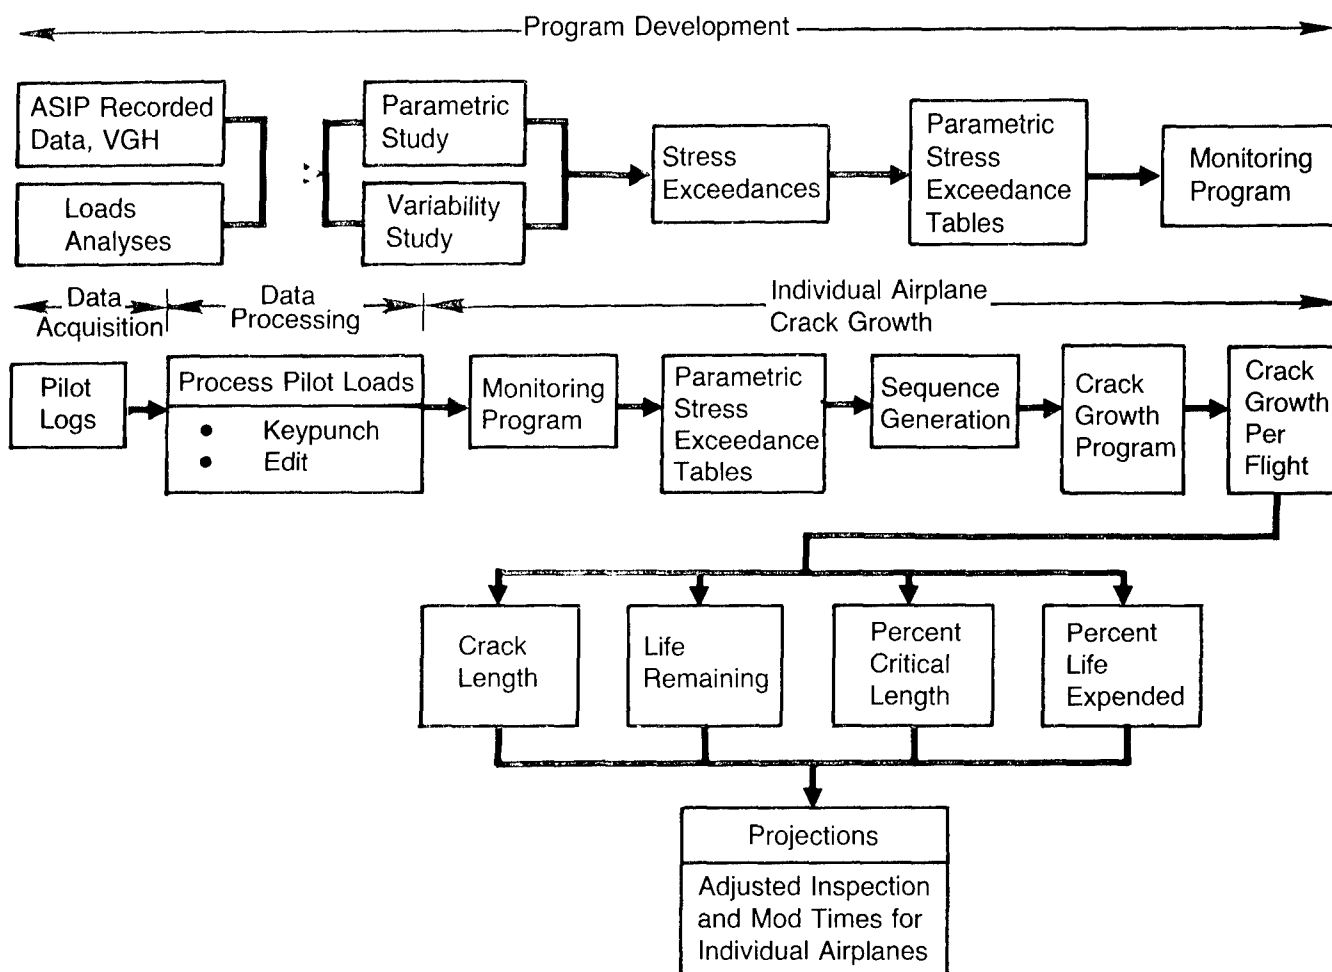 Program Development
ASIP Recorded
Data, VGH
Loads
Analyses
Parametric
Study
Variability
Study
Stress
Exceedances
Parametric
Stress
Exceedance
Tables
Monitoring
Program
Data
Acquisition
Data
Processing
Individual Airplane
Crack Growth
Pilot
Logs
Process Pilot Loads
• Keypunch
• Edit
Monitoring
Program
Parametric
Stress
Exceedance
Tables
Sequence
Generation
Crack
Growth
Program
Crack
Growth
Per
Flight
Crack
Length
Life
Remaining
Percent
Critical
Length
Percent
Life
Expended
Projections
Adjusted Inspection
and Mod Times for
Individual Airplanes